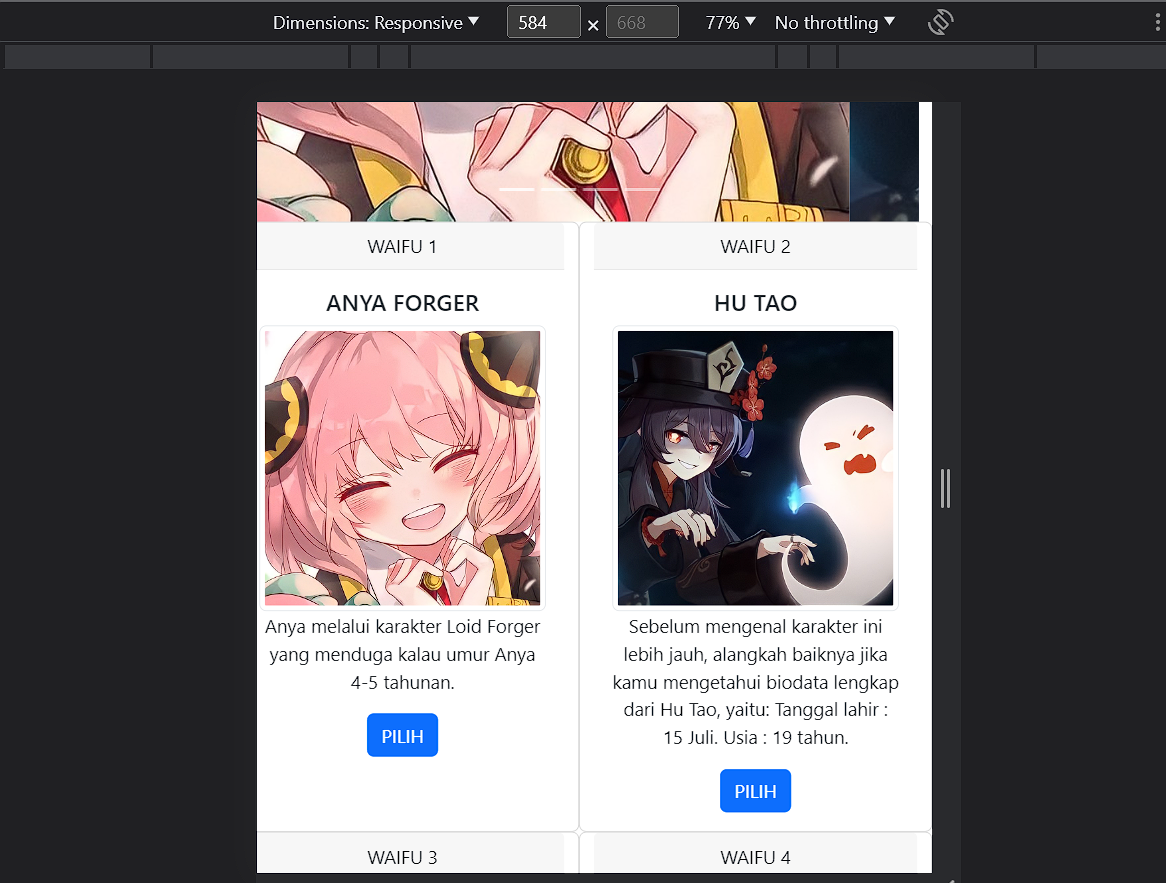 Dimensions: Responsive ▼ 584 × 668 77% ▼ No throttling ▼
WAIFU 1
ANYA FORGER
Anya melalui karakter Loid Forger
yang menduga kalau umur Anya
4-5 tahunan.
PILIH
WAIFU 2
HU TAO
Sebelum mengenal karakter ini
lebih jauh, alangkah baiknya jika
kamu mengetahui biodata lengkap
dari Hu Tao, yaitu: Tanggal lahir :
15 Juli. Usia : 19 tahun.
PILIH
WAIFU 3
WAIFU 4